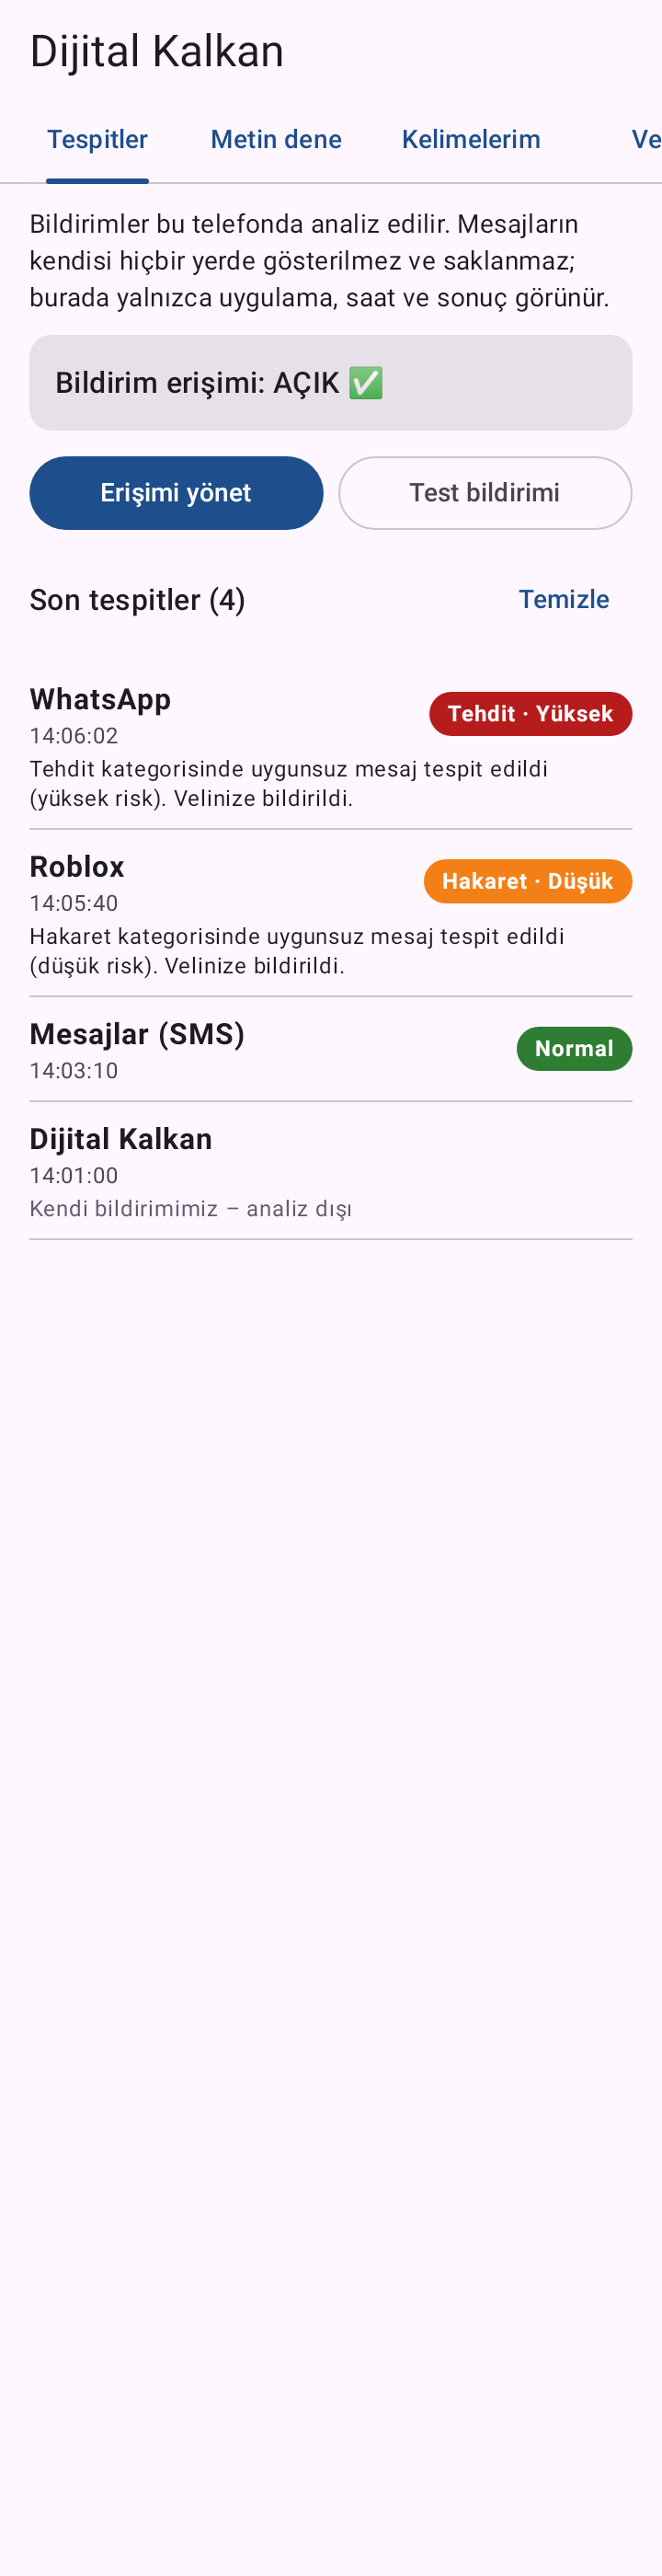 Dijital Kalkan
Tespitler
Metin dene
Kelimelerim
Ve
Bildirimler bu telefonda analiz edilir. Mesajların
kendisi hiçbir yerde gösterilmez ve saklanmaz;
burada yalnızca uygulama, saat ve sonuç görünür.
Bildirim erişimi: AÇIK ✅
Erişimi yönet
Test bildirimi
Son tespitler (4)
Temizle
WhatsApp
Tehdit · Yüksek
14:06:02
Tehdit kategorisinde uygunsuz mesaj tespit edildi
(yüksek risk). Velinize bildirildi.
Roblox
Hakaret · Düşük
14:05:40
Hakaret kategorisinde uygunsuz mesaj tespit edildi
(düşük risk). Velinize bildirildi.
Mesajlar (SMS)
Normal
14:03:10
Dijital Kalkan
14:01:00
Kendi bildirimimiz – analiz dışı